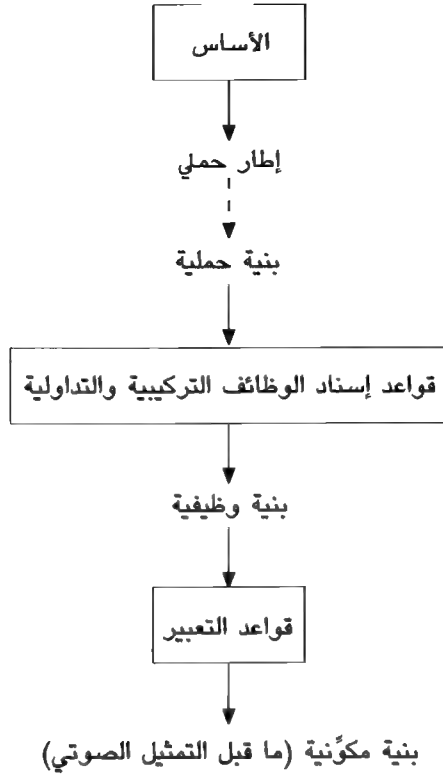 الأساس
إطار حملي
بنية حملية
قواعد إسناد الوظائف التركيبية والتداولية
بنية وظيفية
قواعد التعبير
بنية مكوِّنية (ما قبل التمثيل الصوتي)